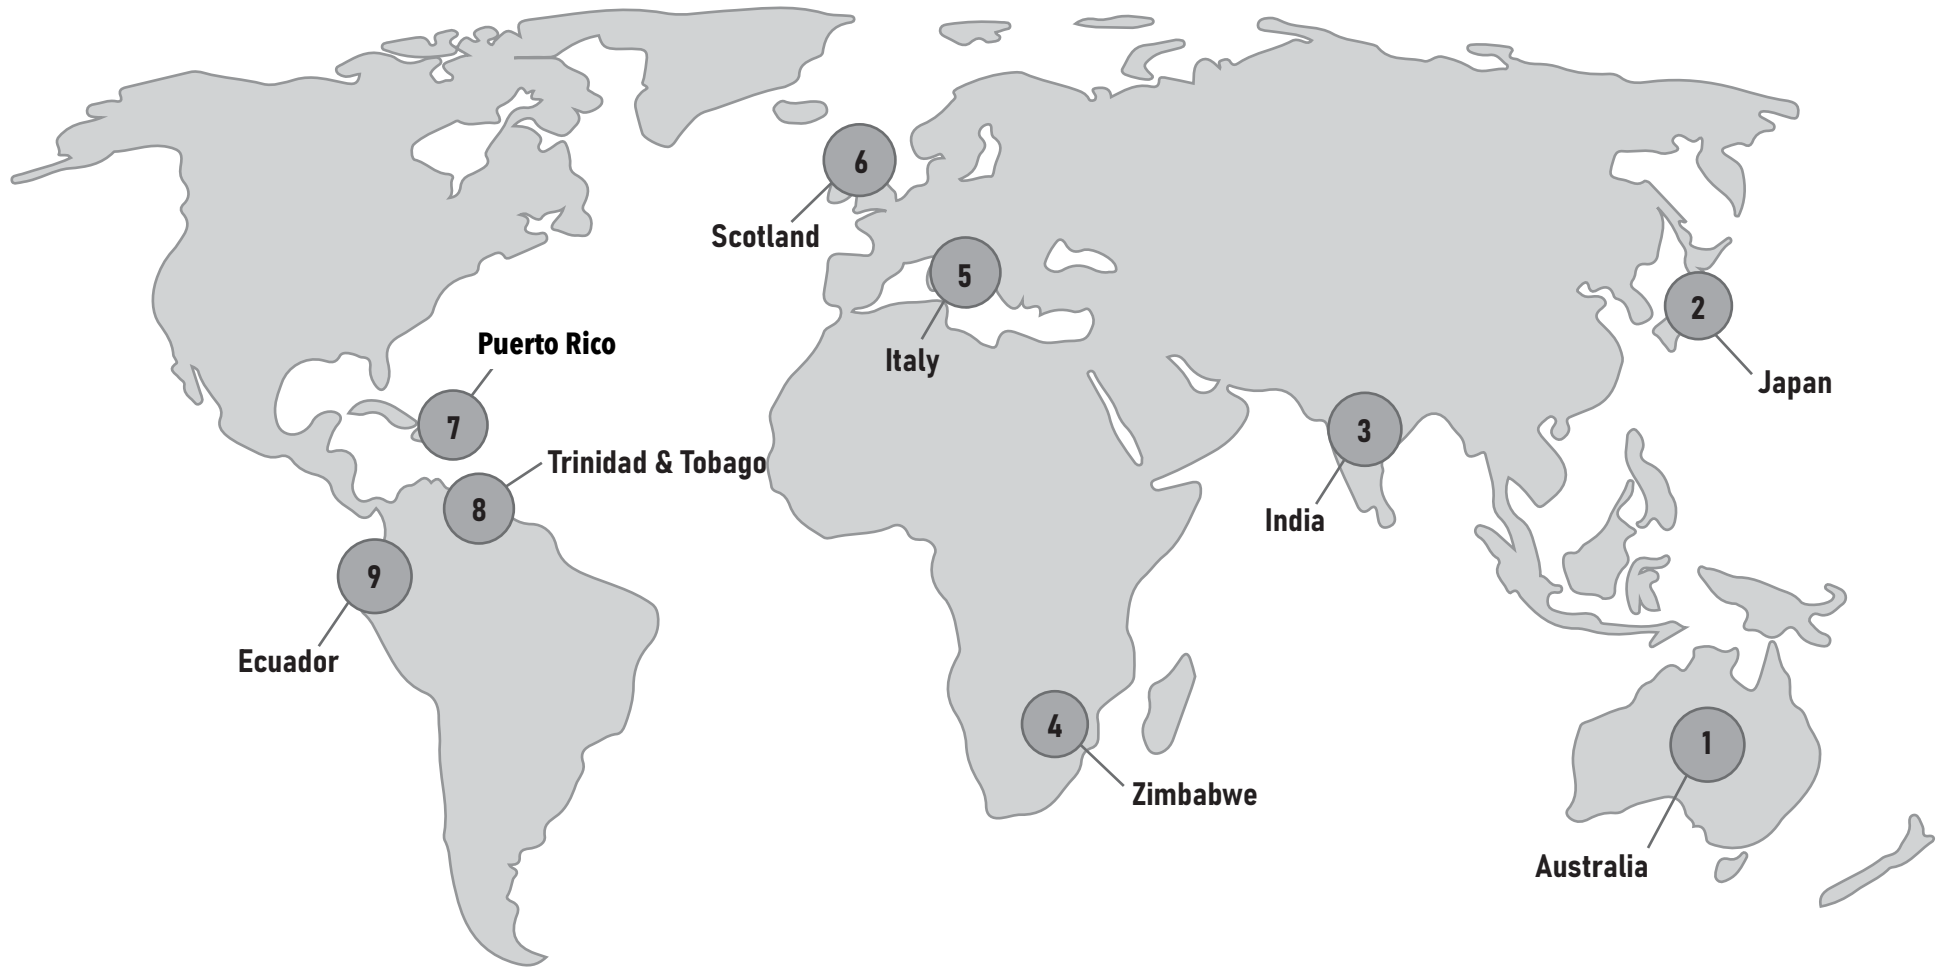 6
Scotland
5
2
Puerto Rico
Italy
Japan
7
3
Trinidad & Tobago
8
India
9
Ecuador
4
1
Zimbabwe
Australia